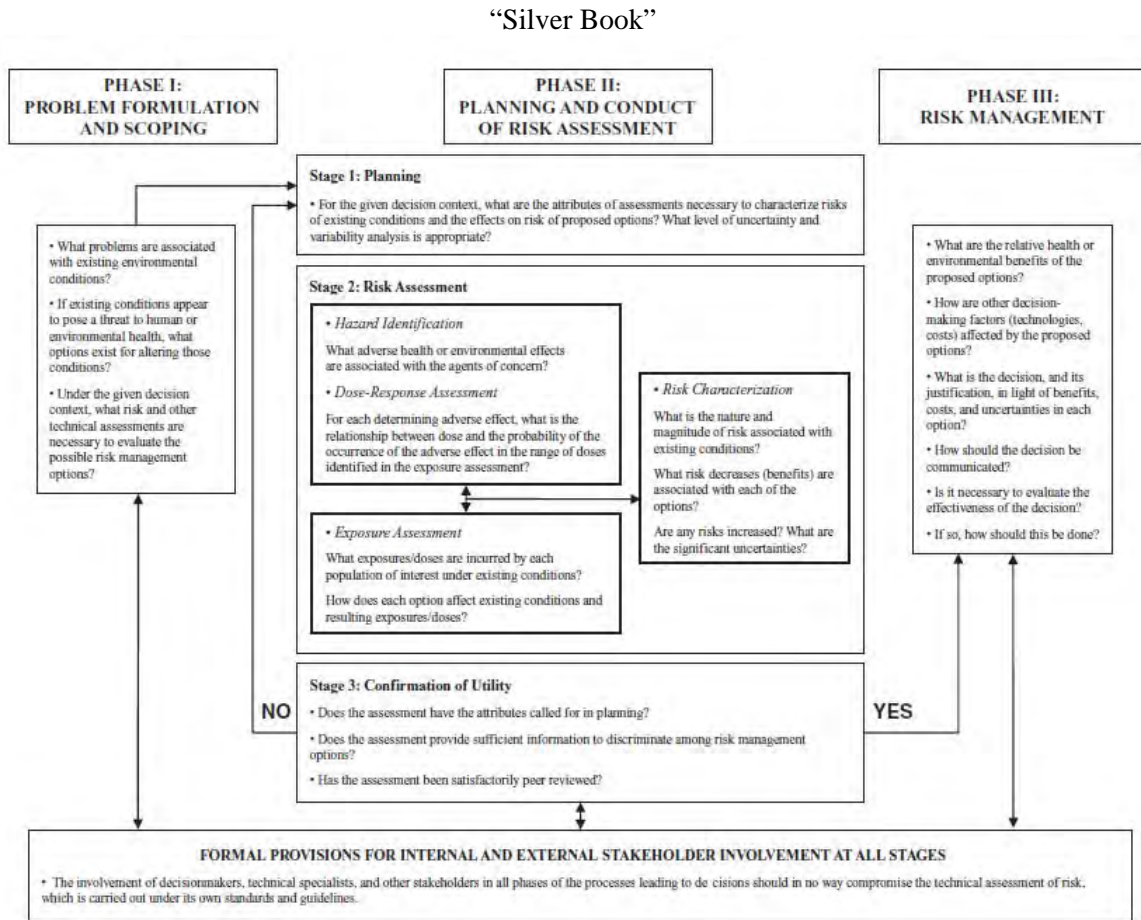 “Silver Book”
PHASE I:
PROBLEM FORMULATION
AND SCOPING
PHASE II:
PLANNING AND CONDUCT
OF RISK ASSESSMENT
PHASE III:
RISK MANAGEMENT
Stage 1: Planning
• For the given decision context, what are the attributes of assessments necessary to characterize risks
of existing conditions and the effects on risk of proposed options? What level of uncertainty and
variability analysis is appropriate?
• What problems are associated
with existing environmental
conditions?
• If existing conditions appear
to pose a threat to human or
environmental health, what
options exist for altering those
conditions?
• Under the given decision
context, what risk and other
technical assessments are
necessary to evaluate the
possible risk management
options?
Stage 2: Risk Assessment
• Hazard Identification
What adverse health or environmental effects
are associated with the agents of concern?
• Dose-Response Assessment
For each determining adverse effect, what is the
relationship between dose and the probability of the
occurrence of the adverse effect in the range of doses
identified in the exposure assessment?
• Exposure Assessment
What exposures/doses are incurred by each
population of interest under existing conditions?
How does each option affect existing conditions and
resulting exposures/doses?
• Risk Characterization
What is the nature and
magnitude of risk associated with
existing conditions?
What risk decreases (benefits) are
associated with each of the
options?
Are any risks increased? What are
the significant uncertainties?
• What are the relative health or
environmental benefits of the
proposed options?
• How are other decision-
making factors (technologies,
costs) affected by the proposed
options?
• What is the decision, and its
justification, in light of benefits,
costs, and uncertainties in each
option?
• How should the decision be
communicated?
• Is it necessary to evaluate the
effectiveness of the decision?
• If so, how should this be done?
NO
Stage 3: Confirmation of Utility
• Does the assessment have the attributes called for in planning?
• Does the assessment provide sufficient information to discriminate among risk management
options?
• Has the assessment been satisfactorily peer reviewed?
YES
FORMAL PROVISIONS FOR INTERNAL AND EXTERNAL STAKEHOLDER INVOLVEMENT AT ALL STAGES
• The involvement of decisionmakers, technical specialists, and other stakeholders in all phases of the processes leading to de cisions should in no way compromise the technical assessment of risk,
which is carried out under its own standards and guidelines.